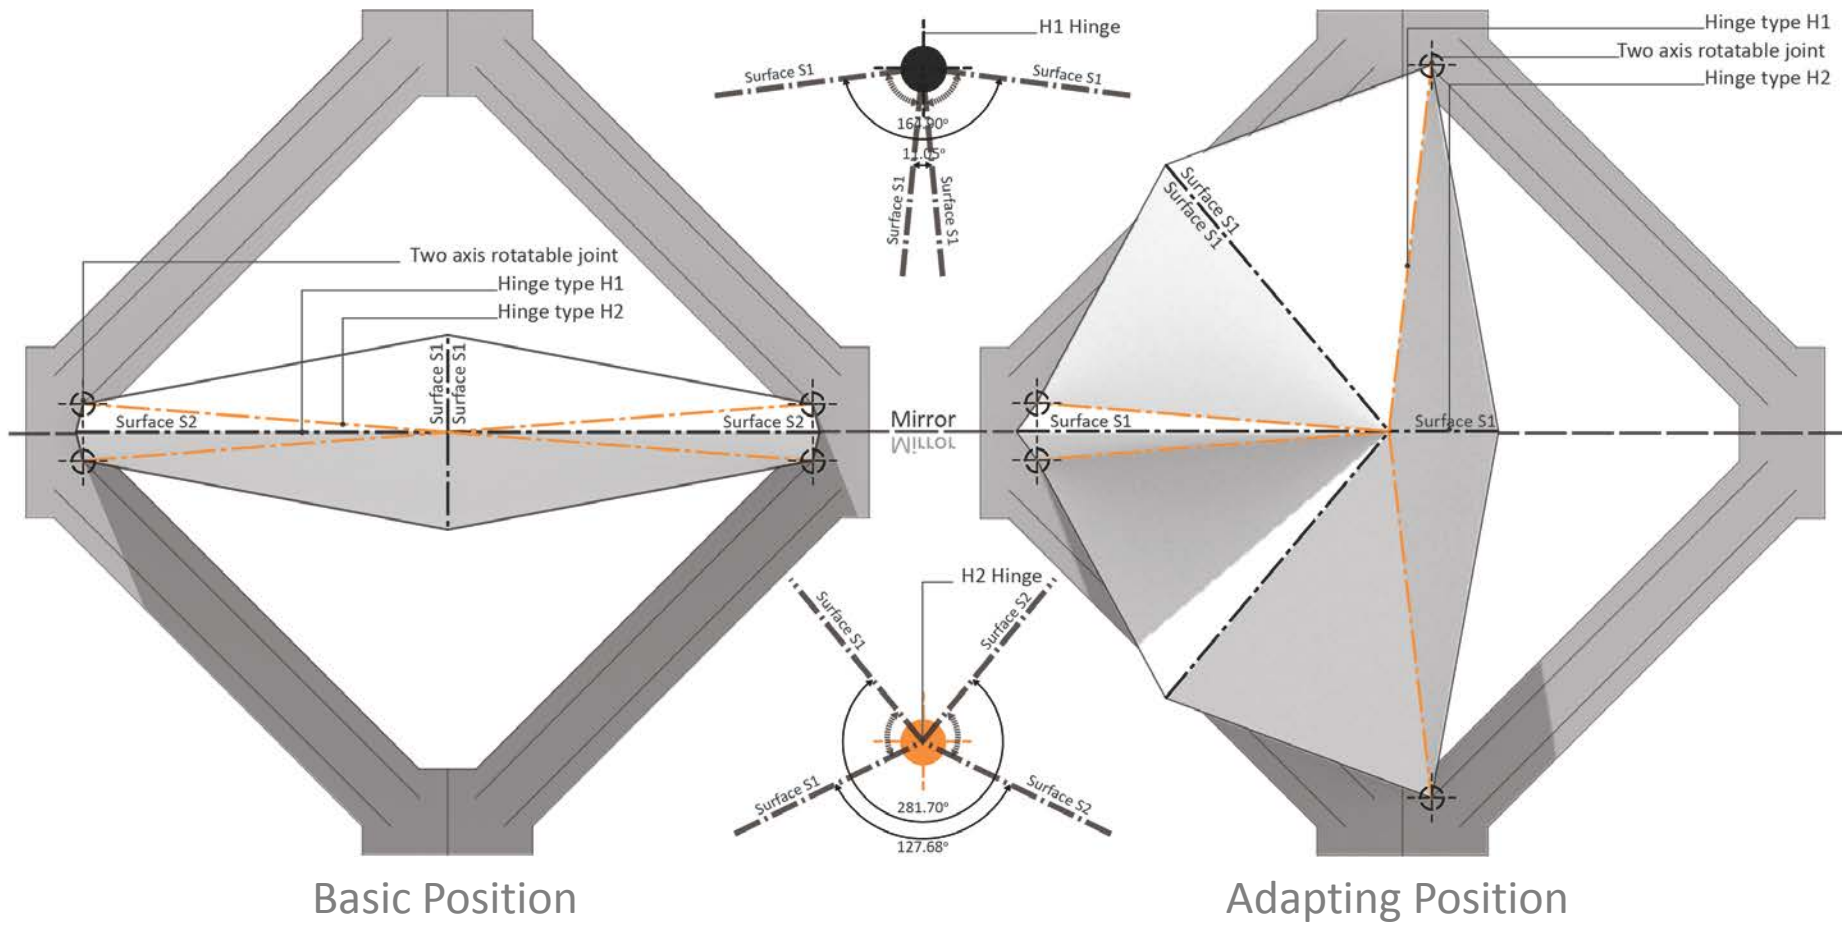 H1 Hinge
Surface S1
Surface S1
164.90°
11.05°
Surface S1
Surface S1
Hinge type H1
Two axis rotatable joint
Hinge type H2
Two axis rotatable joint
Hinge type H1
Hinge type H2
Surface S1
Surface S1
Surface S2
Surface S2
Mirror
Mirror
Surface S1
Surface S1
Surface S1
Surface S1
H2 Hinge
Surface S1
Surface S2
Surface S1
Surface S2
281.70°
127.68°
Basic Position
Adapting Position